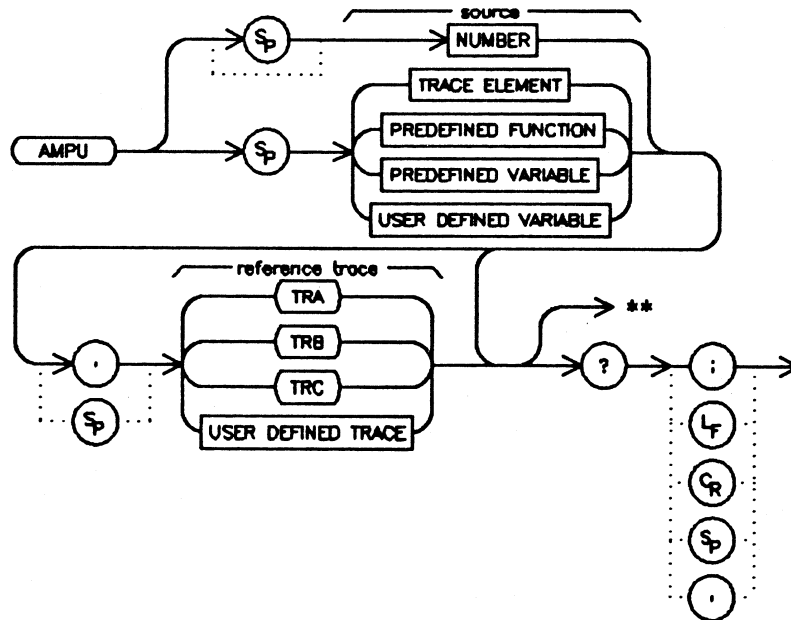 source
SP NUMBER
TRACE ELEMENT
PREDEFINED FUNCTION
AMPU SP
PREDEFINED VARIABLE
USER DEFINED VARIABLE
reference trace
TRA
**
TRB
, ? ;
TRC
SP USER DEFINED TRACE LF
CR
SP
,